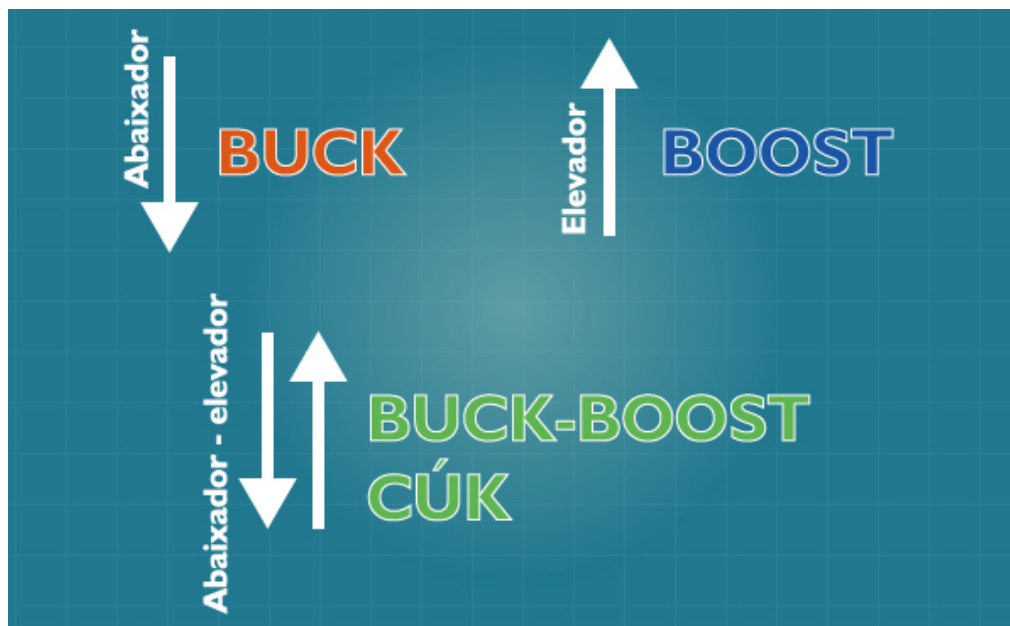 Abaixador
BUCK
Elevador
BOOST
Abaixador - elevador
BUCK-BOOST
CÚK